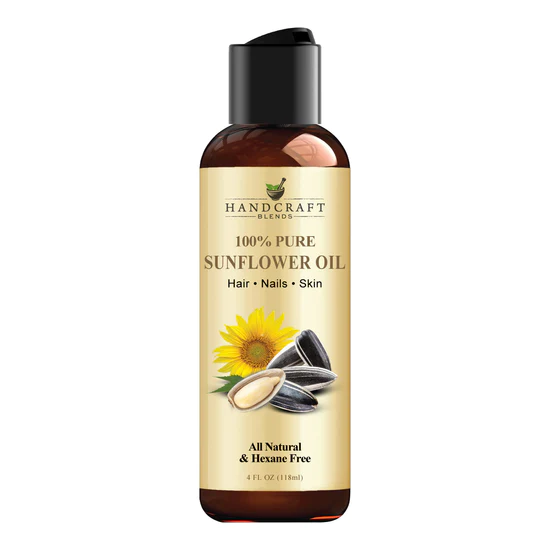 HANDCRAFT
BLENDS
100% PURE
SUNFLOWER OIL
Hair • Nails • Skin
All Natural
& Hexane Free
4 FL OZ (118ml)